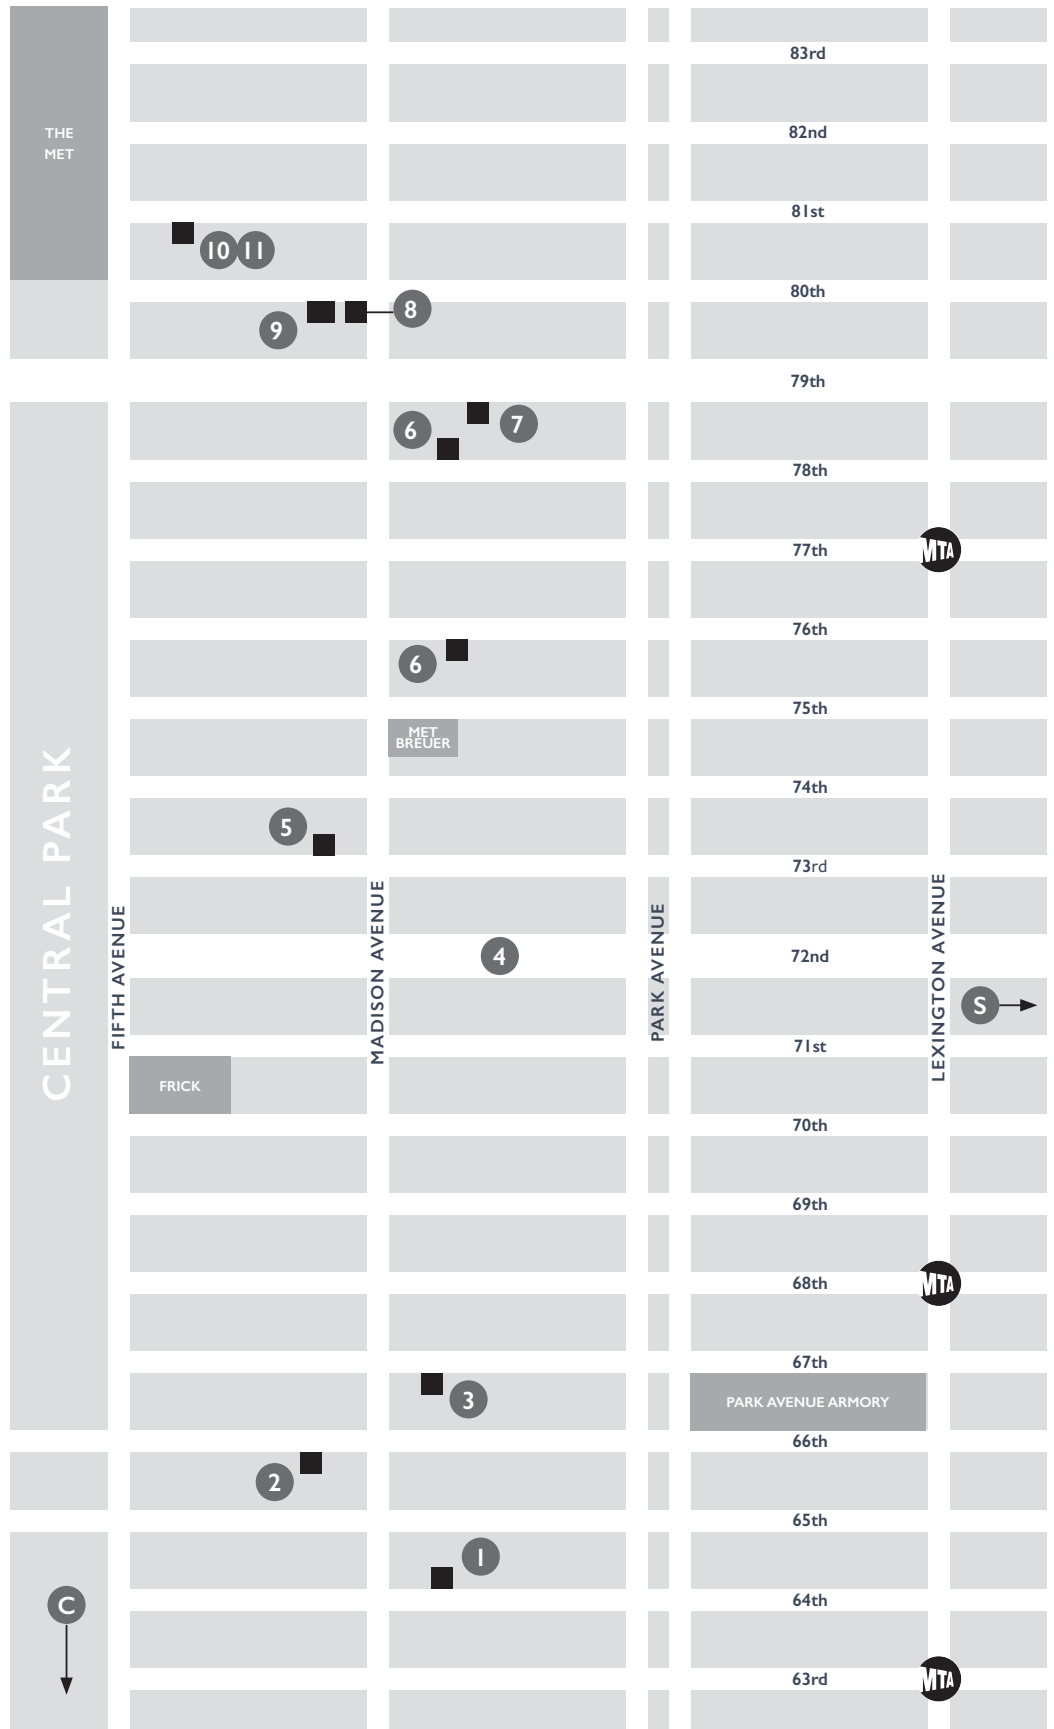 83rd
THE
MET
82nd
81st
10 11
80th
9
8
79th
6
7
78th
MTA
77th
76th
6
75th
MET
BREUER
74th
5
73rd
CENTRAL PARK
FIFTH AVENUE
MADISON AVENUE
PARK AVENUE
LEXINGTON AVENUE
4
72nd
S
71st
FRICK
70th
69th
68th
MTA
67th
3
PARK AVENUE ARMORY
66th
2
65th
1
64th
C
63rd
MTA